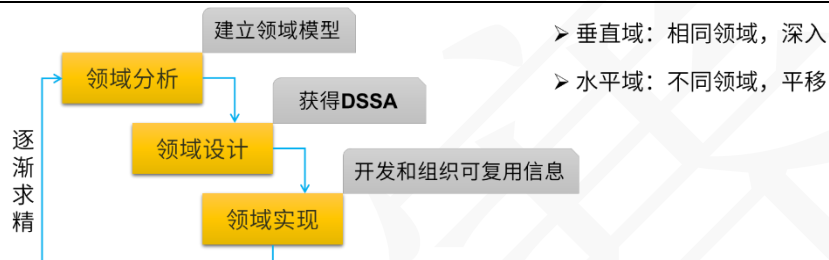 建立领域模型
领域分析
获得DSSA
领域设计
开发和组织可复用信息
领域实现
逐渐求精
➢ 垂直域：相同领域，深入
➢ 水平域：不同领域，平移